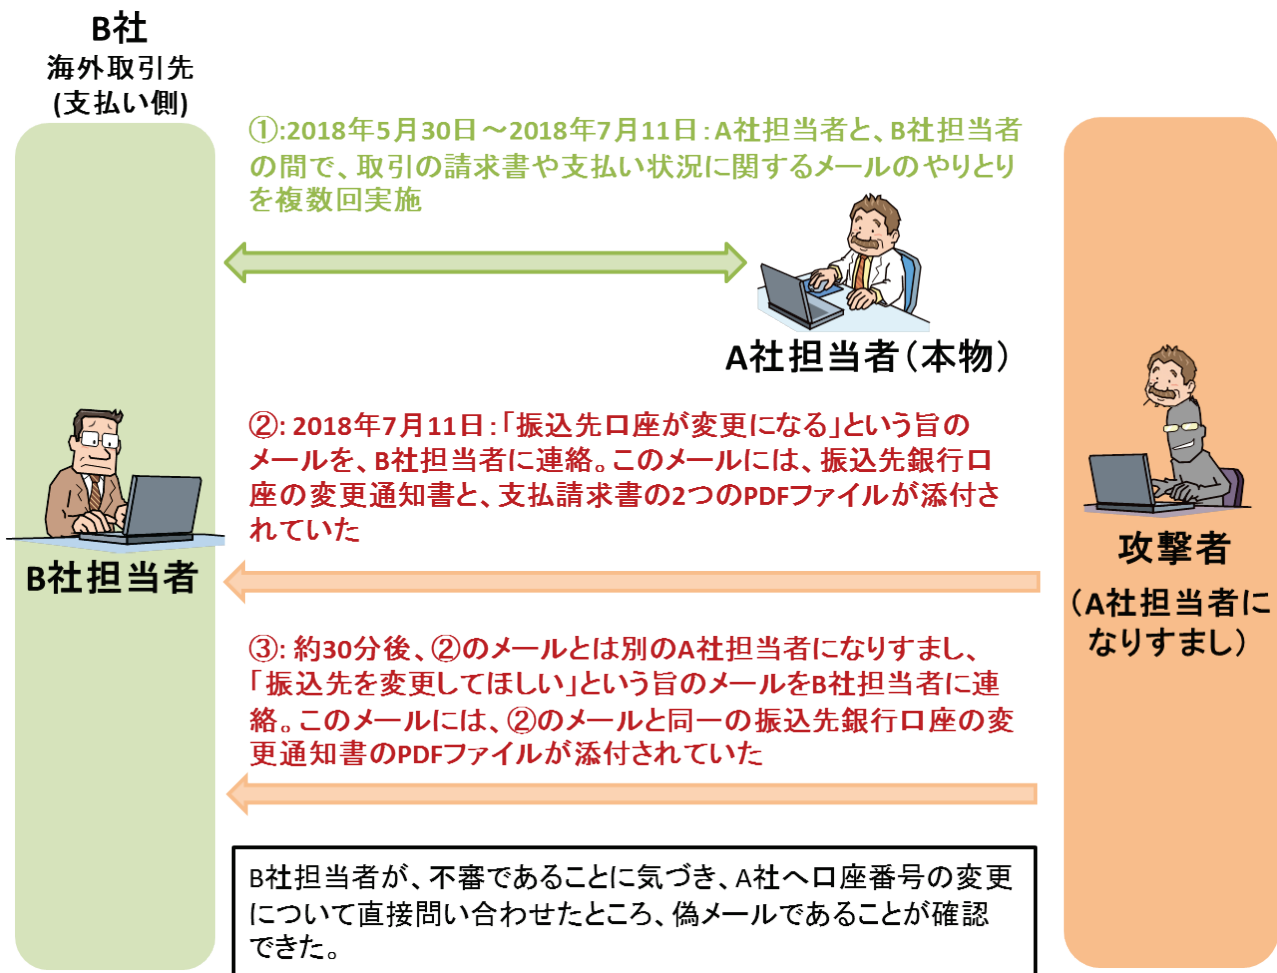 B社
海外取引先
(支払い側)
①:2018年5月30日～2018年7月11日:A社担当者と、B社担当者
の間で、取引の請求書や支払い状況に関するメールのやりとり
を複数回実施
A社担当者(本物)
②: 2018年7月11日:「振込先口座が変更になる」という旨の
メールを、B社担当者に連絡。このメールには、振込先銀行口
座の変更通知書と、支払請求書の2つのPDFファイルが添付さ
れていた
B社担当者
攻撃者
(A社担当者に
なりすまし)
③: 約30分後、②のメールとは別のA社担当者になりすまし、
「振込先を変更してほしい」という旨のメールをB社担当者に連
絡。このメールには、②のメールと同一の振込先銀行口座の変
更通知書のPDFファイルが添付されていた
B社担当者が、不審であることに気づき、A社へ口座番号の変更
について直接問い合わせたところ、偽メールであることが確認
できた。